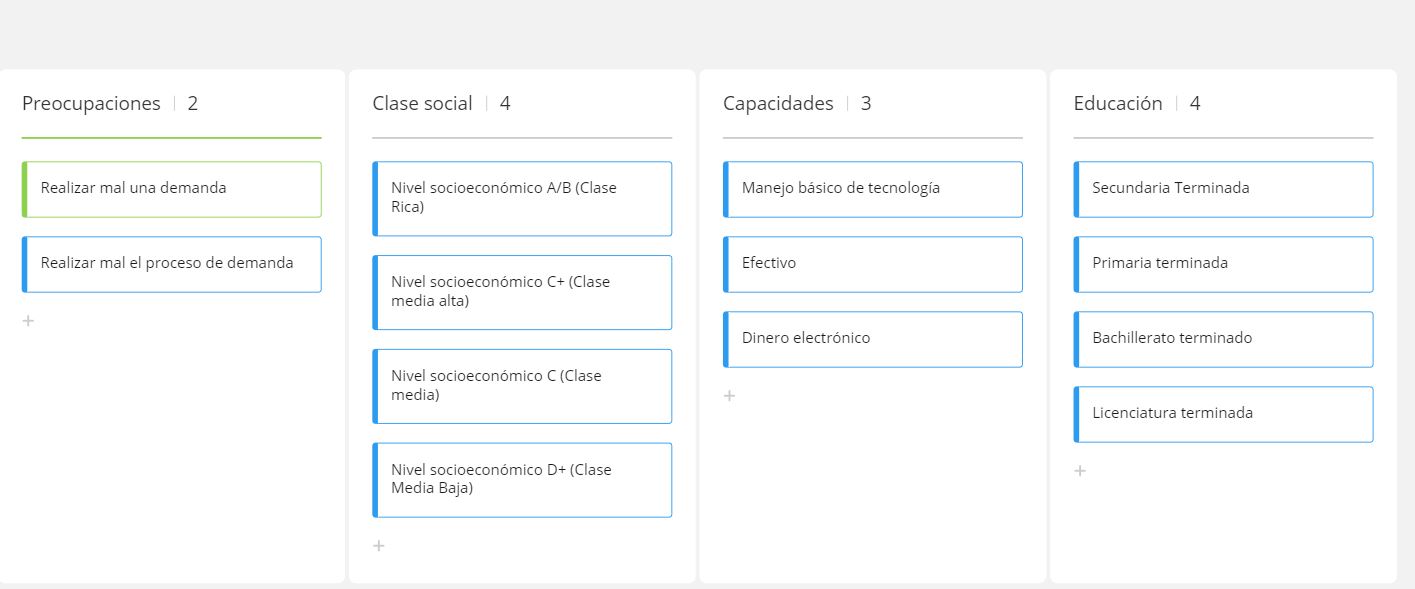 Preocupaciones | 2
Realizar mal una demanda
Realizar mal el proceso de demanda
+
Clase social | 4
Nivel socioeconómico A/B (Clase
Rica)
Nivel socioeconómico C+ (Clase
media alta)
Nivel socioeconómico C (Clase
media)
Nivel socioeconómico D+ (Clase
Media Baja)
+
Capacidades | 3
Manejo básico de tecnología
Efectivo
Dinero electrónico
+
Educación | 4
Secundaria Terminada
Primaria terminada
Bachillerato terminado
Licenciatura terminada
+